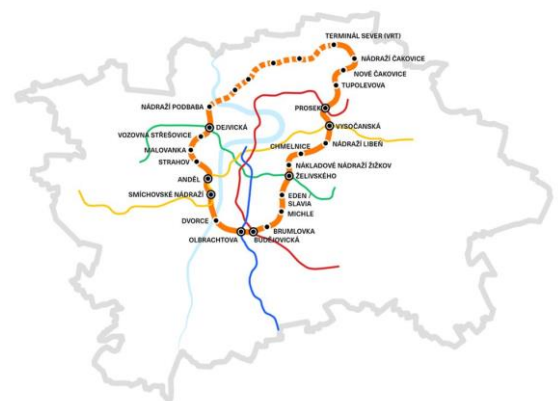 TERMINÁL SEVER (VRT)
NÁDRAŽÍ ČAKOVICE
NOVÉ ČAKOVICE
TUPOLEVOVA
NÁDRAŽÍ PODBABA
PROSEK
DEJVICKÁ
VYSOČANSKÁ
VOZOVNA STŘEŠOVICE
CHMELNICE
NÁDRAŽÍ LIBEŇ
MALOVANKA
STRAHOV
NÁKLADOVÉ NÁDRAŽÍ ŽIŽKOV
ŽELIVSKÉHO
ANDĚL
SMÍCHOVSKÉ NÁDRAŽÍ
EDEN /
SLAVIA
MICHLE
DVORCE
BRUMLOVKA
OLBRACHTOVA
BUDĚJOVICKÁ